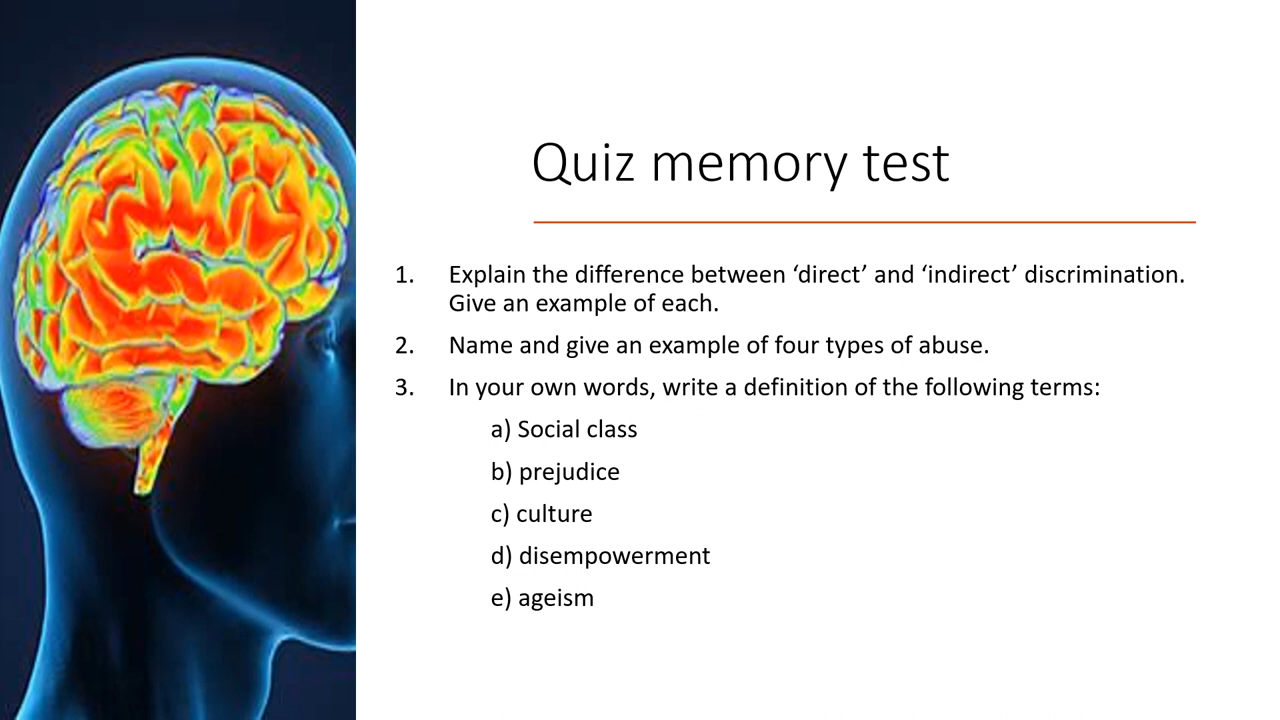 Quiz memory test
1. Explain the difference between ‘direct’ and ‘indirect’ discrimination.
Give an example of each.
2. Name and give an example of four types of abuse.
3. In your own words, write a definition of the following terms:
a) Social class
b) prejudice
c) culture
d) disempowerment
e) ageism